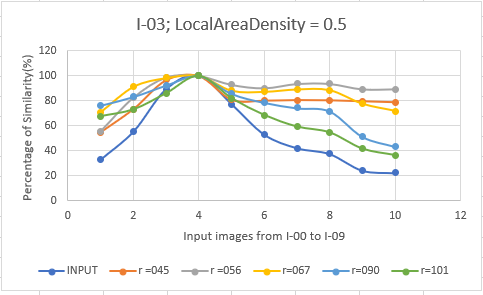 I-03; LocalAreaDensity = 0.5
Percentage of Similarity(%)
120
100
80
60
40
20
0
0 2 4 6 8 10 12
Input images from I-00 to I-09
INPUT r =045 r =056 r=067 r=090 r=101